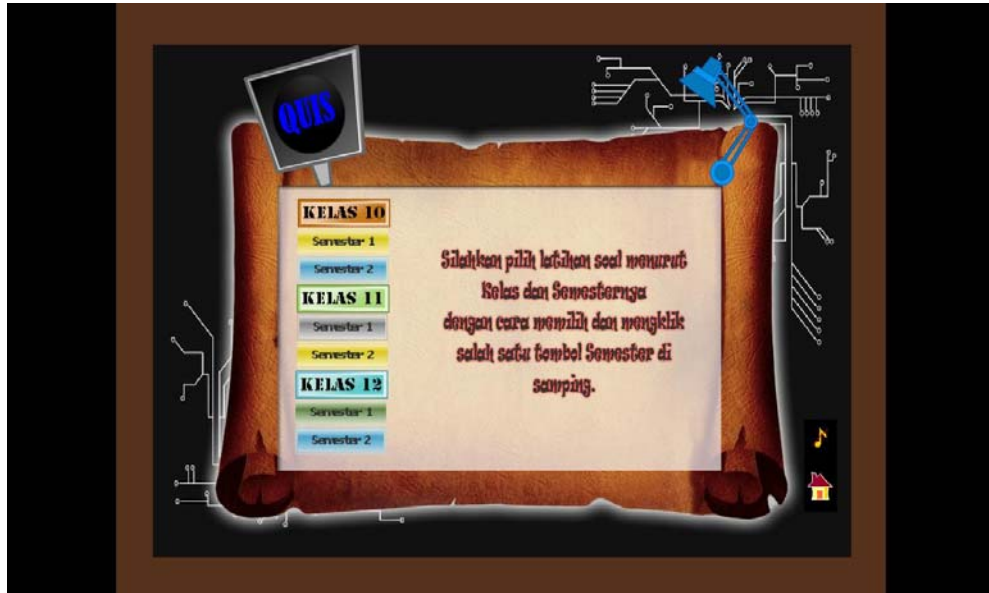 QUIS
KELAS 10
Semester 1
Semester 2
KELAS 11
Semester 1
Semester 2
KELAS 12
Semester 1
Semester 2
Silahkan pilih latihan soal menurut
Kelas dan Semesternya
dengan cara memilih dan mengklik
salah satu tombol Semester di
samping.